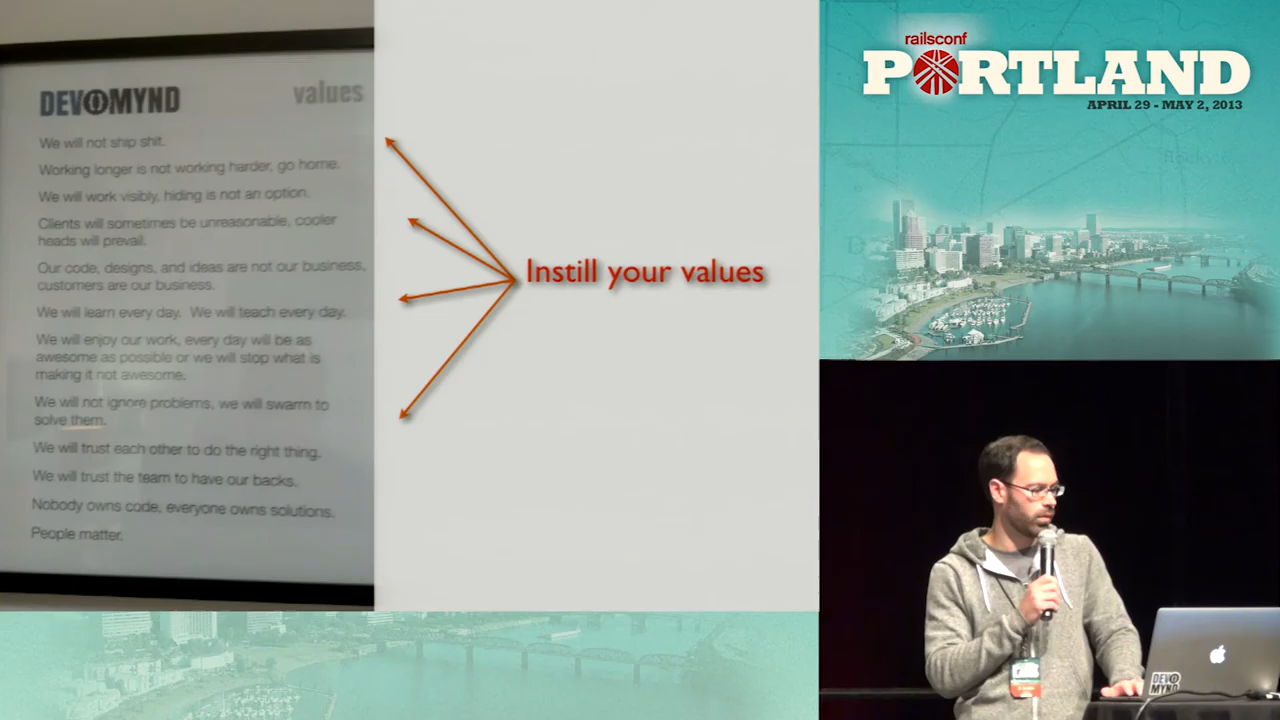 DEVMYND values
We will not ship shit.
Working longer is not working harder, go home.
We will work visibly, hiding is not an option.
Clients will sometimes be unreasonable, cooler
heads will prevail.
Our code, designs, and ideas are not our business,
customers are our business.
We will learn every day. We will teach every day.
We will enjoy our work, every day will be as
awesome as possible or we will stop what is
making it not awesome.
We will not ignore problems, we will swarm to
solve them.
We will trust each other to do the right thing.
We will trust the team to have our backs.
Nobody owns code, everyone owns solutions.
People matter.
Instill your values
railsconf
PORTLAND
APRIL 29 - MAY 2, 2013
DEV
MYND